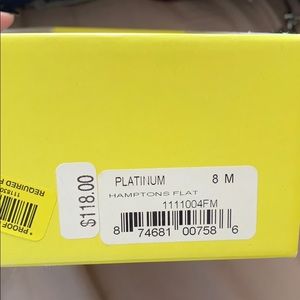 PLATINUM 8 M
HAMPTONS FLAT
1111004FM
8 74681 00758 6
$118.00
* PROOF
REQUIRED F